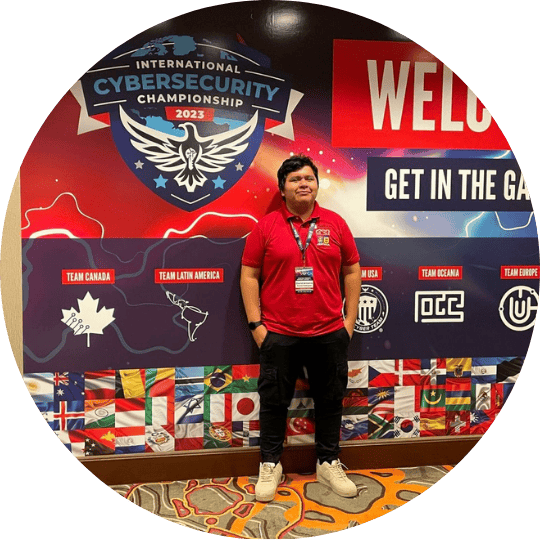 INTERNATIONAL
CYBERSECURITY
CHAMPIONSHIP
2023
WELC
GET IN THE GA
TEAM CANADA
TEAM LATIN AMERICA
M USA
TEAM OCEANIA
TEAM EUROPE